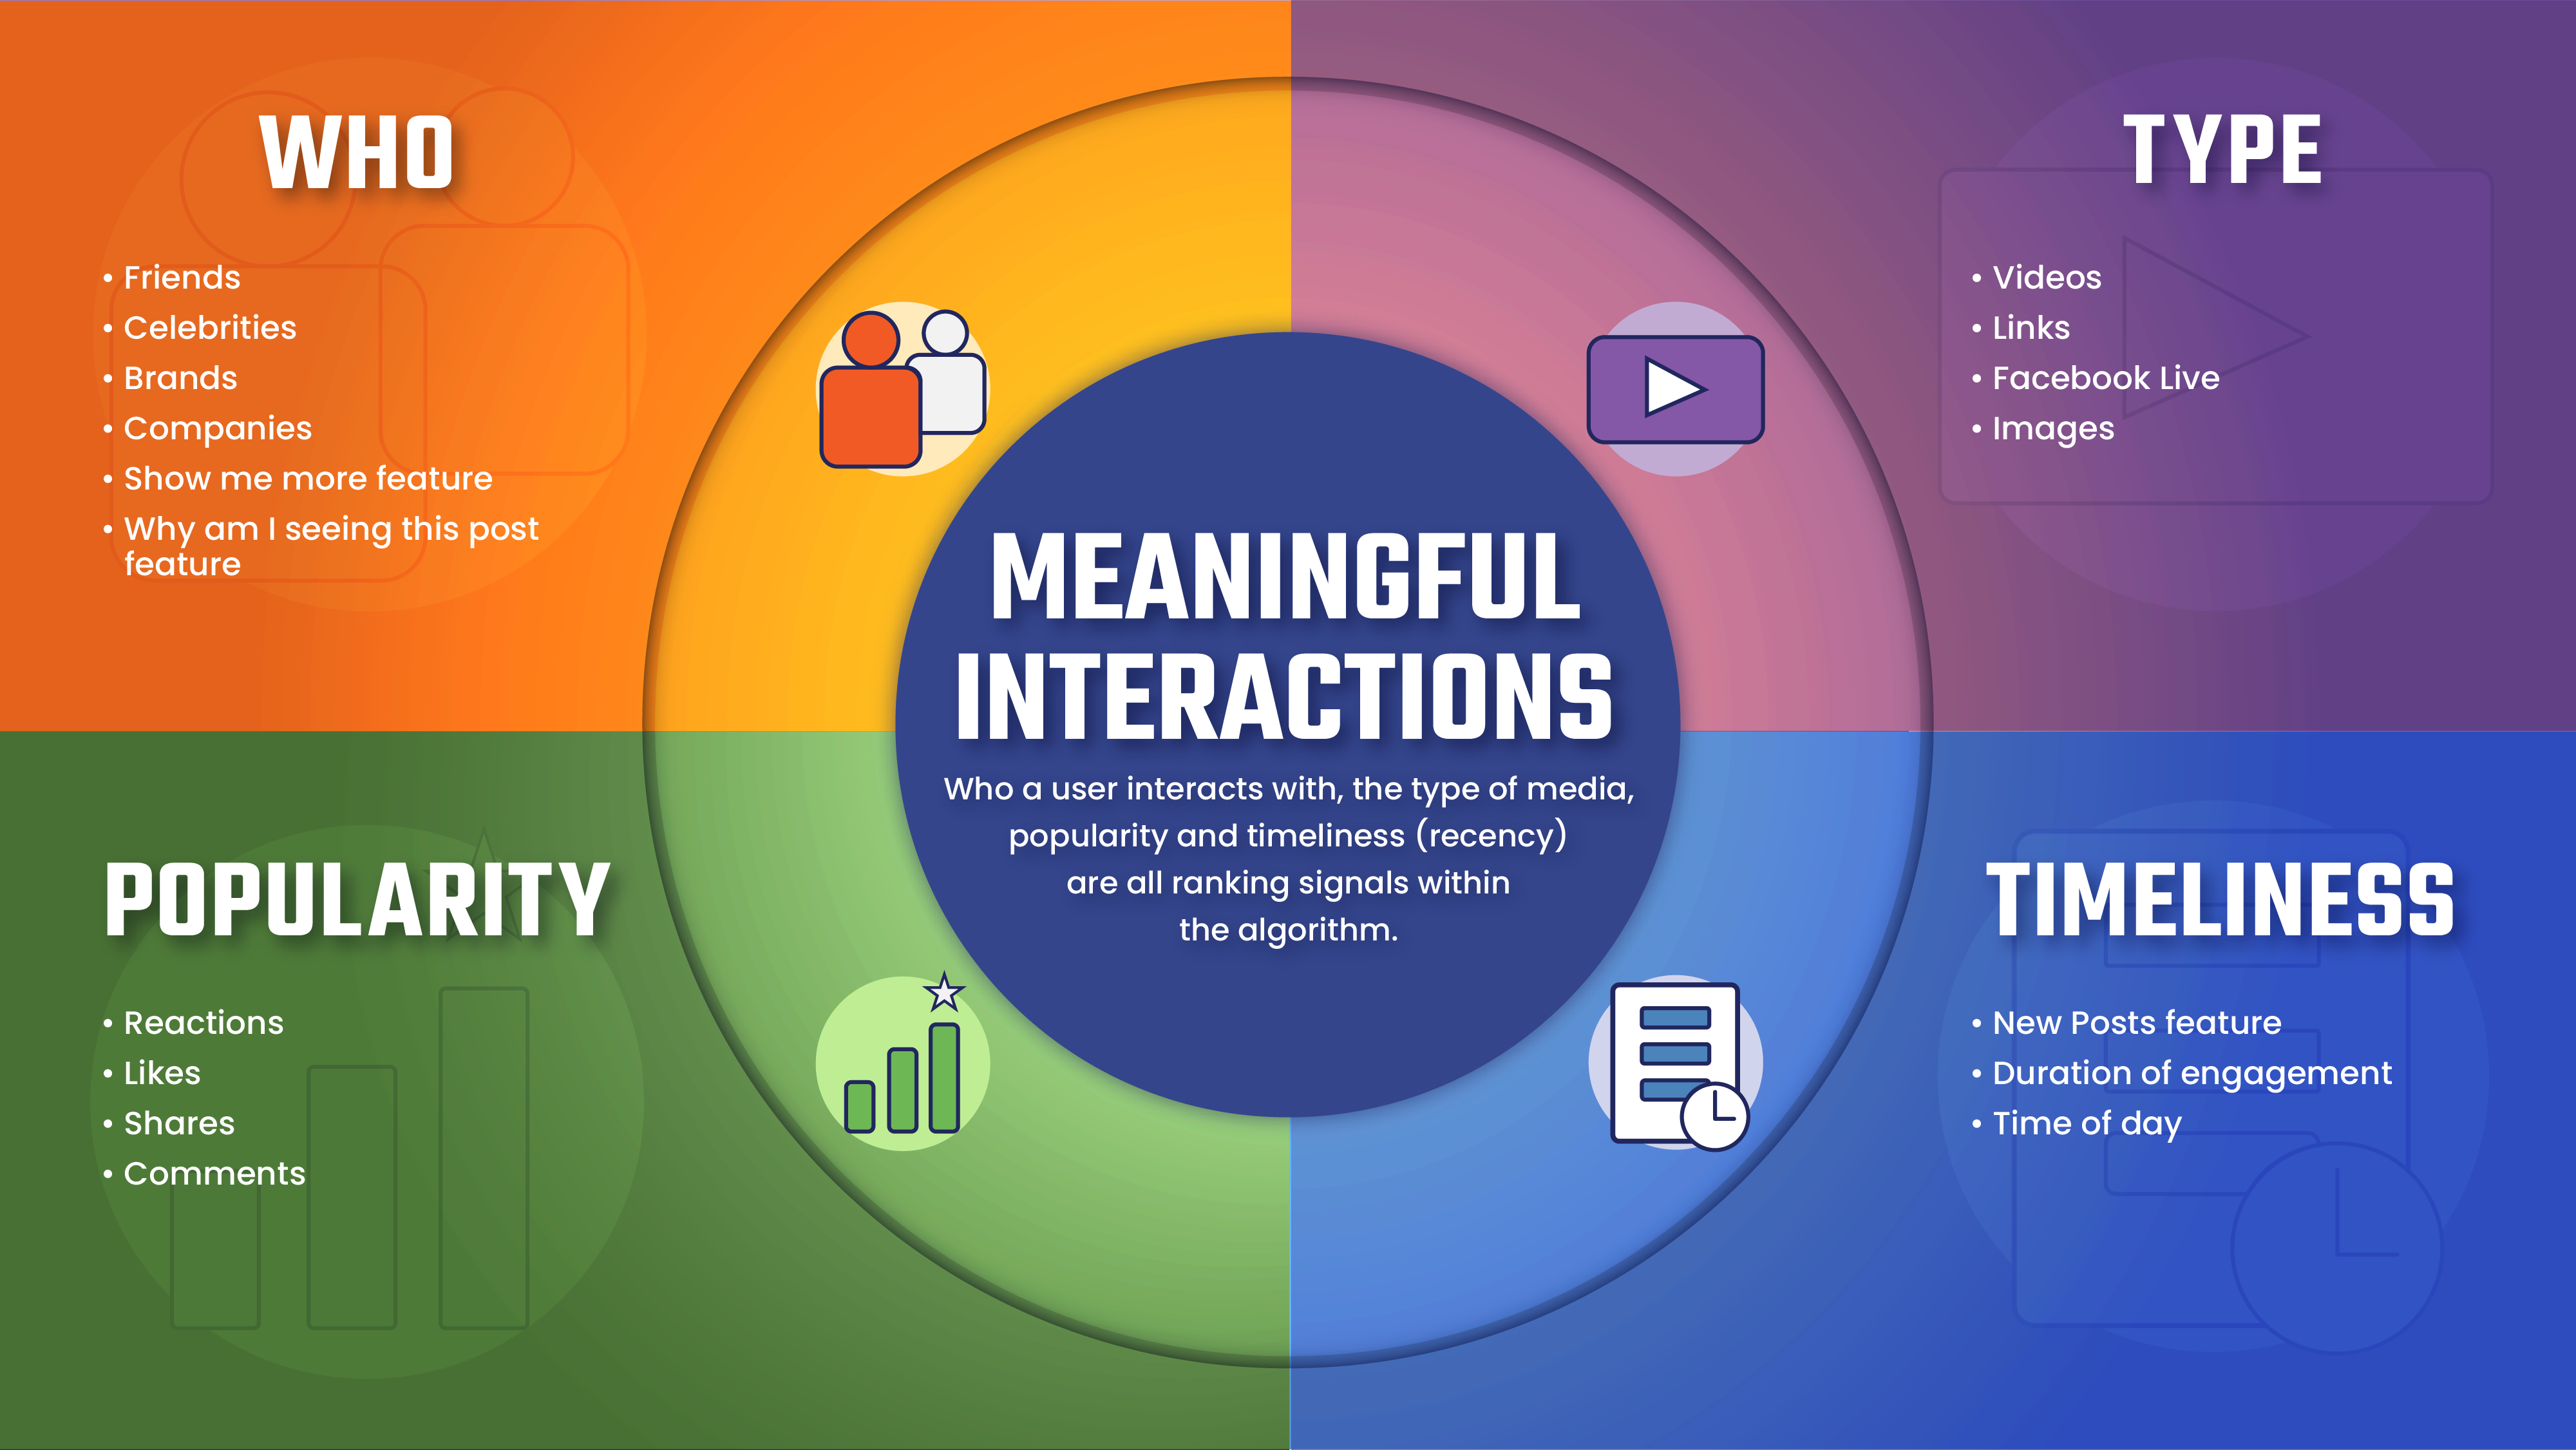 WHO
• Friends
• Celebrities
• Brands
• Companies
• Show me more feature
• Why am I seeing this post
feature
TYPE
• Videos
• Links
• Facebook Live
• Images
MEANINGFUL
INTERACTIONS
Who a user interacts with, the type of media,
popularity and timeliness (recency)
are all ranking signals within
the algorithm.
POPULARITY
• Reactions
• Likes
• Shares
• Comments
TIMELINESS
• New Posts feature
• Duration of engagement
• Time of day